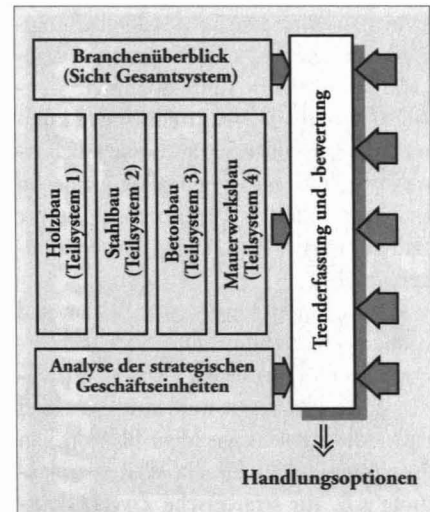 Branchenüberblick
(Sicht Gesamtsystem)
Holzbau
(Teilsystem 1)
Stahlbau
(Teilsystem 2)
Betonbau
(Teilsystem 3)
Mauerwerksbau
(Teilsystem 4)
Analyse der strategischen
Geschäftseinheiten
Trenderfassung und -bewertung
Handlungsoptionen